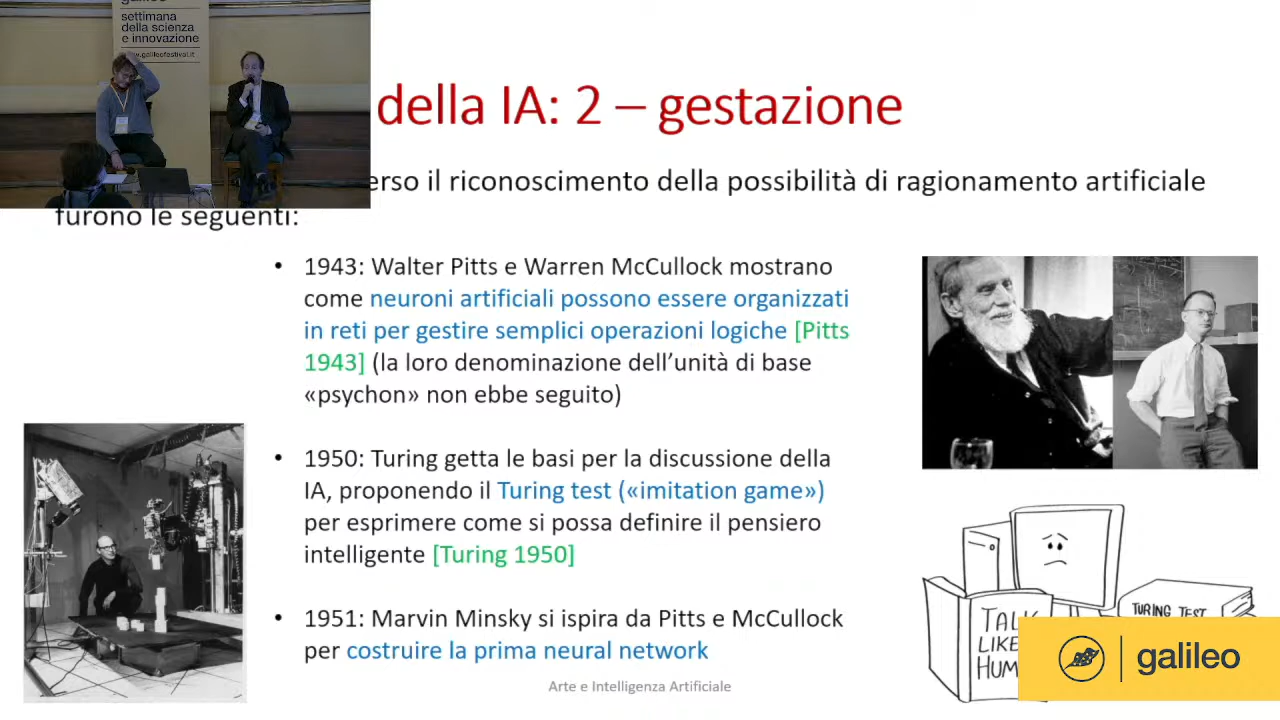 settimana
della scienza
e innovazione
w.galileofestival.it
della IA: 2 – gestazione
erso il riconoscimento della possibilità di ragionamento artificiale
furono le seguenti:
• 1943: Walter Pitts e Warren McCullock mostrano
come neuroni artificiali possono essere organizzati
in reti per gestire semplici operazioni logiche [Pitts
1943] (la loro denominazione dell’unità di base
«psychon» non ebbe seguito)
• 1950: Turing getta le basi per la discussione della
IA, proponendo il Turing test («imitation game»)
per esprimere come si possa definire il pensiero
intelligente [Turing 1950]
• 1951: Marvin Minsky si ispira da Pitts e McCullock
per costruire la prima neural network
TALK
LIKE
HUM
TURING TEST
Arte e Intelligenza Artificiale
galileo